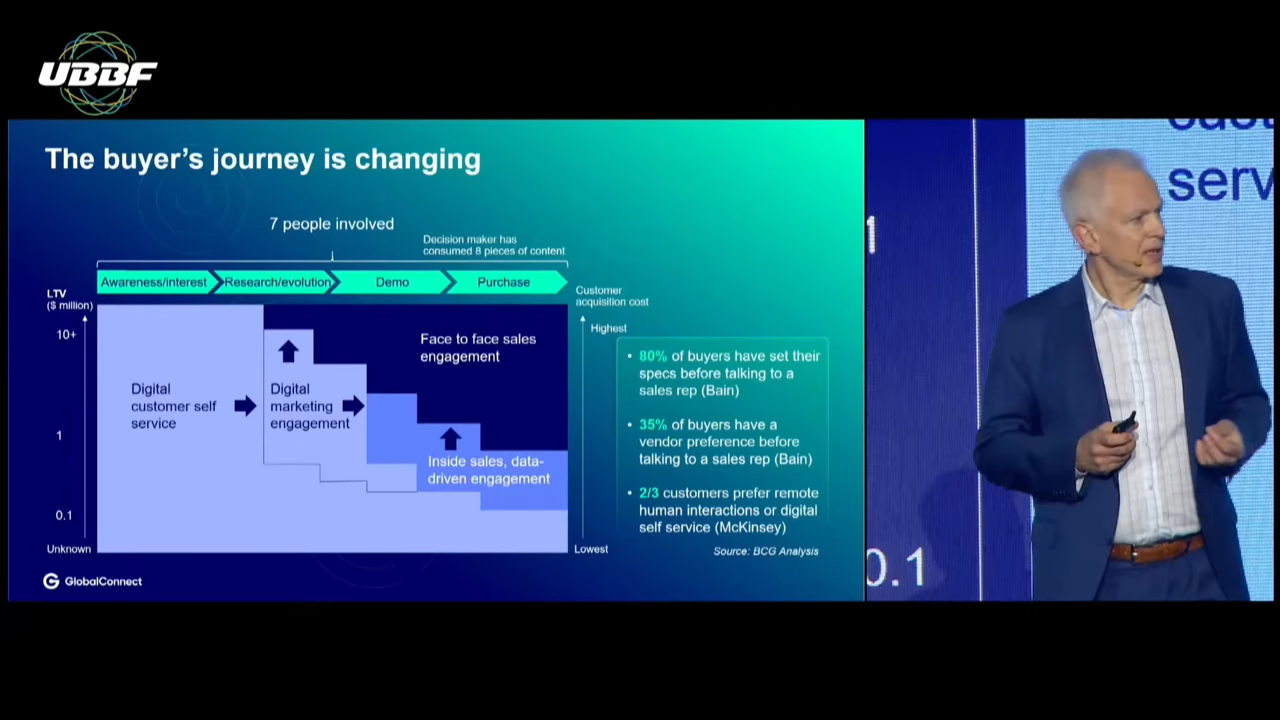 UBBF
The buyer's journey is changing
7 people involved
Decision maker has
consumed 8 pieces of content
Awareness/interest
Research/evolution
Demo
Purchase
LTV
($ million)
Customer
acquisition cost
10+
Highest
Face to face sales
engagement
Digital
customer self
service
Digital
marketing
engagement
1
Inside sales, data-
driven engagement
0.1
Unknown
Lowest
• 80% of buyers have set their
specs before talking to a
sales rep (Bain)
• 35% of buyers have a
vendor preference before
talking to a sales rep (Bain)
• 2/3 customers prefer remote
human interactions or digital
self service (McKinsey)
Source: BCG Analysis
GlobalConnect
serv
1
0.1